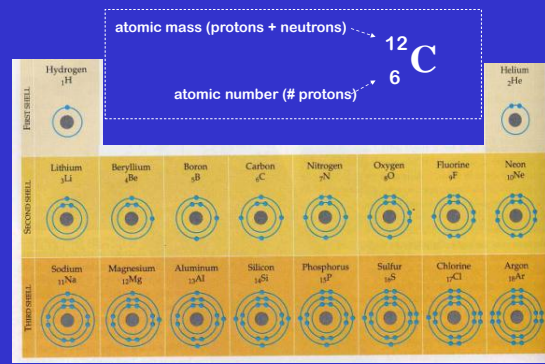 atomic mass (protons + neutrons)
12
C
6
atomic number (# protons)
Hydrogen
₁H
Helium
₂He
FIRST SHELL
Lithium
₃Li
Beryllium
₄Be
Boron
₅B
Carbon
₆C
Nitrogen
₇N
Oxygen
₈O
Fluorine
₉F
Neon
₁₀Ne
SECOND SHELL
Sodium
₁₁Na
Magnesium
₁₂Mg
Aluminum
₁₃Al
Silicon
₁₄Si
Phosphorus
₁₅P
Sulfur
₁₆S
Chlorine
₁₇Cl
Argon
₁₈Ar
THIRD SHELL